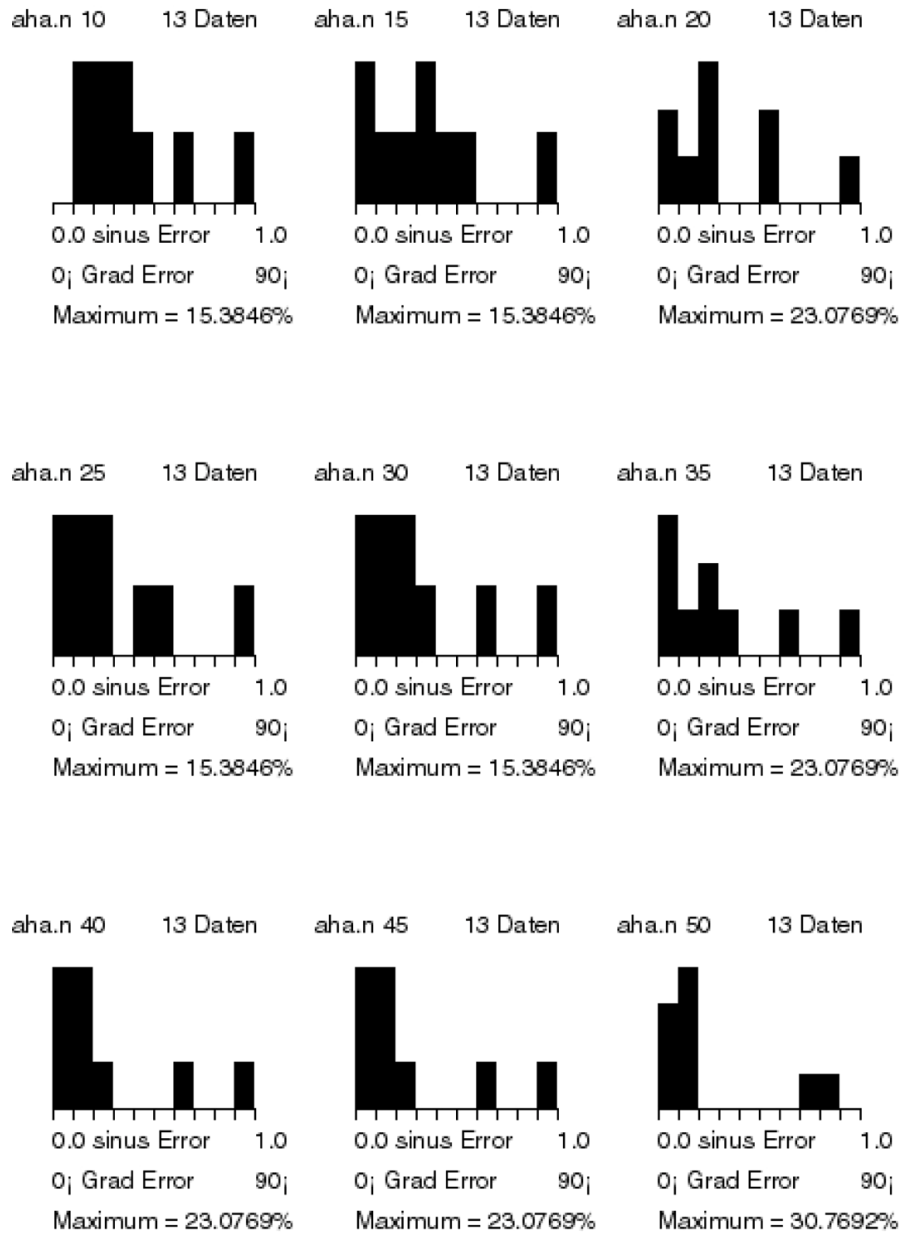 aha.n 10 13 Daten aha.n 15 13 Daten aha.n 20 13 Daten
0.0 sinus Error 1.0 0.0 sinus Error 1.0 0.0 sinus Error 1.0
0¡ Grad Error 90¡ 0¡ Grad Error 90¡ 0¡ Grad Error 90¡
Maximum = 15.3846% Maximum = 15.3846% Maximum = 23.0769%
aha.n 25 13 Daten aha.n 30 13 Daten aha.n 35 13 Daten
0.0 sinus Error 1.0 0.0 sinus Error 1.0 0.0 sinus Error 1.0
0¡ Grad Error 90¡ 0¡ Grad Error 90¡ 0¡ Grad Error 90¡
Maximum = 15.3846% Maximum = 15.3846% Maximum = 23.0769%
aha.n 40 13 Daten aha.n 45 13 Daten aha.n 50 13 Daten
0.0 sinus Error 1.0 0.0 sinus Error 1.0 0.0 sinus Error 1.0
0¡ Grad Error 90¡ 0¡ Grad Error 90¡ 0¡ Grad Error 90¡
Maximum = 23.0769% Maximum = 23.0769% Maximum = 30.7692%